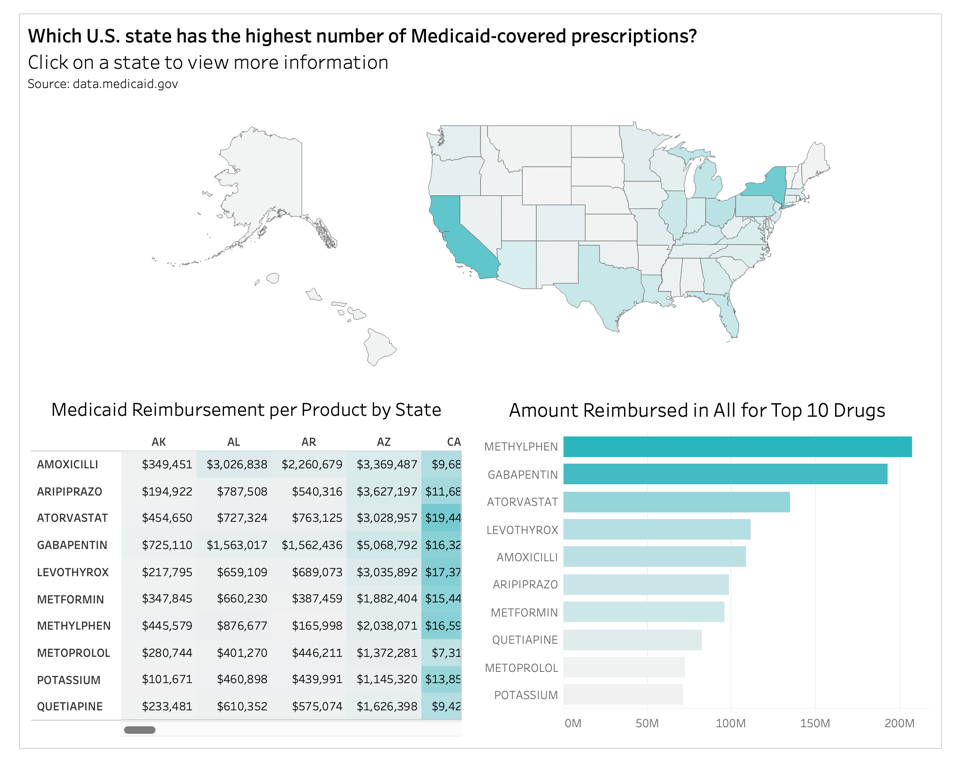 Which U.S. state has the highest number of Medicaid-covered prescriptions?
Click on a state to view more information
Source: data.medicaid.gov
Medicaid Reimbursement per Product by State
AK AL AR AZ CA
AMOXICILLI $349,451 $3,026,838 $2,260,679 $3,369,487 $9,68
ARIPIPRAZO $194,922 $787,508 $540,316 $3,627,197 $11,68
ATORVASTAT $454,650 $727,324 $763,125 $3,028,957 $19,44
GABAPENTIN $725,110 $1,563,017 $1,562,436 $5,068,792 $16,32
LEVOTHYROX $217,795 $659,109 $689,073 $3,035,892 $17,37
METFORMIN $347,845 $660,230 $387,459 $1,882,404 $15,44
METHYLPHEN $445,579 $876,677 $165,998 $2,038,071 $16,59
METOPROLOL $280,744 $401,270 $446,211 $1,372,281 $7,31
POTASSIUM $101,671 $460,898 $439,991 $1,145,320 $13,85
QUETIAPINE $233,481 $610,352 $575,074 $1,626,398 $9,42
Amount Reimbursed in All for Top 10 Drugs
METHYLPHEN
GABAPENTIN
ATORVASTAT
LEVOTHYROX
AMOXICILLI
ARIPIPRAZO
METFORMIN
QUETIAPINE
METOPROLOL
POTASSIUM
0M 50M 100M 150M 200M